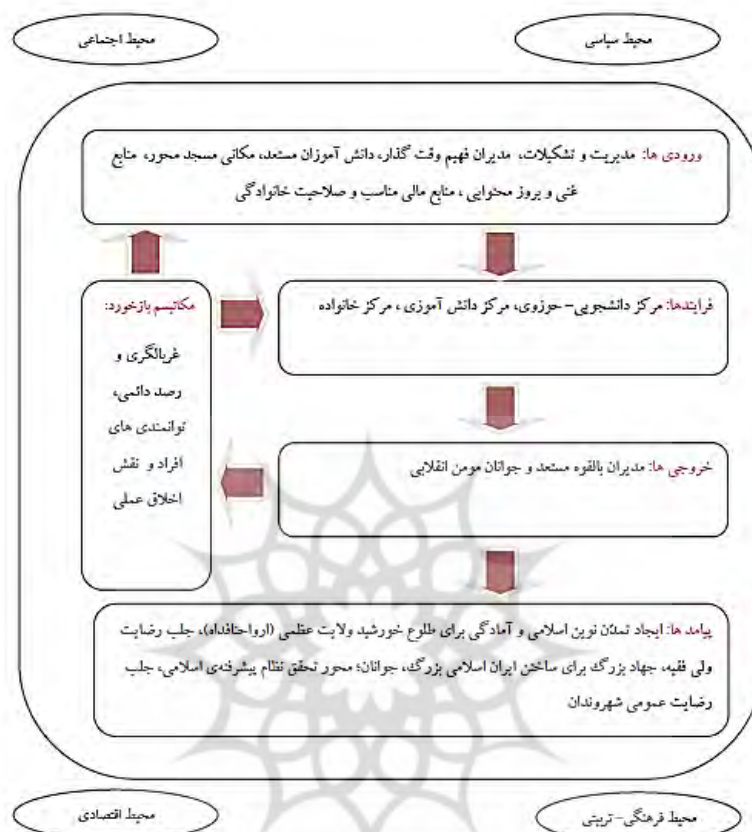 محیط سیاسی
محیط اجتماعی
ورودی ها: مدیریت و تشکیلات، مدیران فهیم وقت گذار، دانش آموزان مستعد، مکانی مسجد محور، منابع
غنی و بروز محتوایی ، منابع مالی مناسب و صلاحیت خانوادگی
فرایندها: مرکز دانشجویی- حوزوی، مرکز دانش آموزی ، مرکز خانواده
مکانیسم بازخورد:
غربالگری و
رصد دائمی،
توانمندی های
افراد و نقش
اخلاق عملی
خروجی ها: مدیران بالقوه مستعد و جوانان مومن انقلابی
پیامد ها: ایجاد تمدّن نوین اسلامی و آمادگی برای طلوع خورشید ولایت عظمی (ارواحنافداه)، جلب رضایت
ولی فقیه، جهاد بزرگ برای ساختن ایران اسلامی بزرگ، جوانان؛ محور تحقق نظام پیشرفته‌ی اسلامی، جلب
رضایت عمومی شهروندان
محیط فرهنگی- تربیتی
محیط اقتصادی